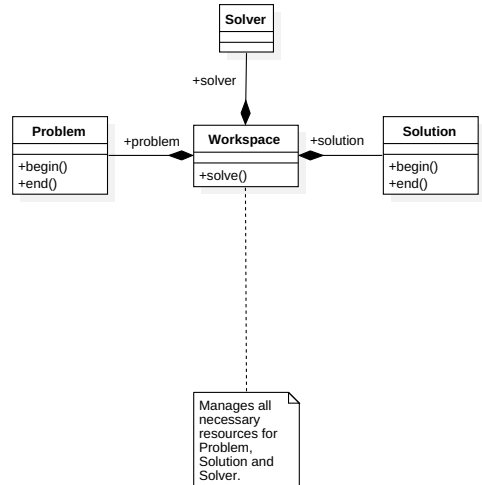 Solver
+solver
Problem
+begin()
+end()
+problem
Workspace
+solve()
+solution
Solution
+begin()
+end()
Manages all
necessary
resources for
Problem,
Solution and
Solver.